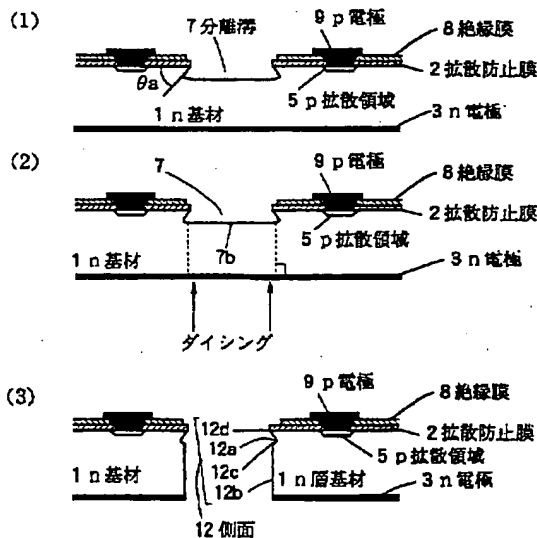 (1)
9 p電極
7分離溝
8絶縁膜
2拡散防止膜
θa
5 p拡散領域
1 n基材
3 n電極
(2)
9 p電極
7
8絶縁膜
2拡散防止膜
5 p拡散領域
1 n基材
7b
3 n電極
ダイシング
(3)
9 p電極
8絶縁膜
12d
2拡散防止膜
12a
5 p拡散領域
1 n基材
12c
1 n層基材
12b
3 n電極
12側面